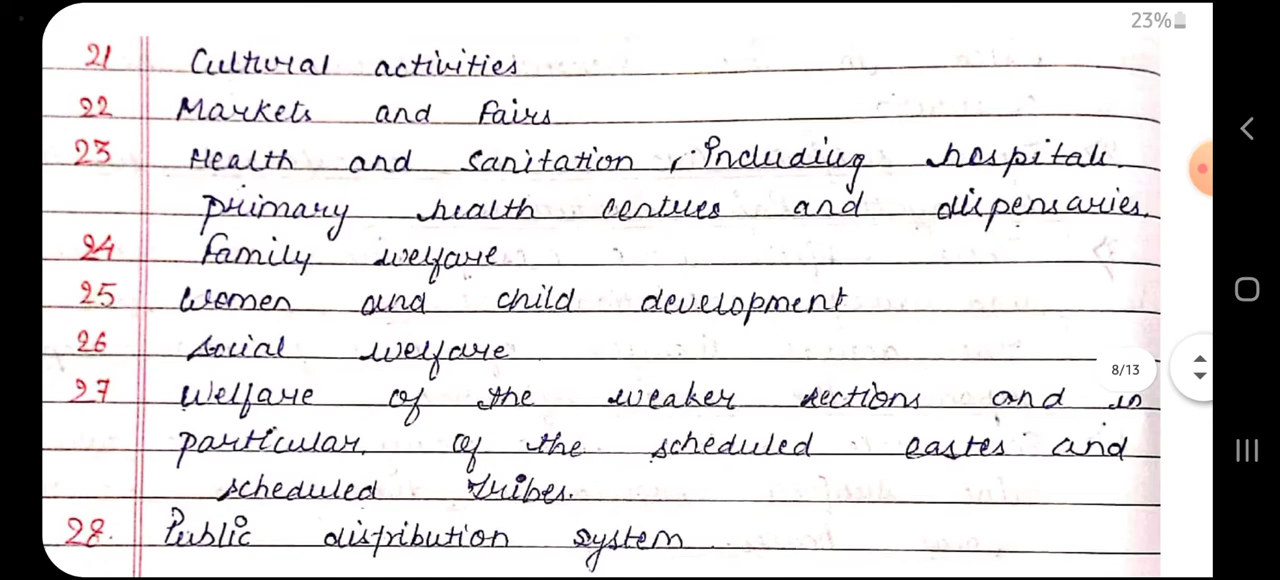 23%
21 Cultural activities
22 Markets and fairs
23 Health and sanitation, Including hospitals
primary health centres and dispensaries.
24 family welfare
25 women and child development
26 social welfare
8/13
27 welfare of the weaker sections and in
particular, of the scheduled castes and
scheduled tribes.
28. Public distribution system